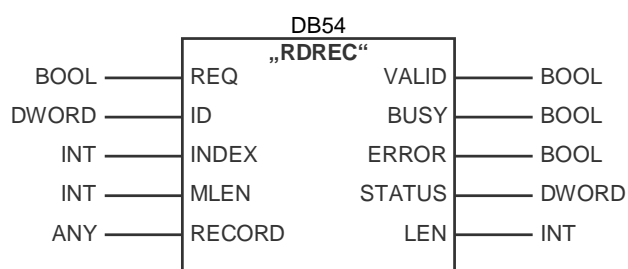 DB54
„RDREC“
BOOL REQ VALID BOOL
DWORD ID BUSY BOOL
INT INDEX ERROR BOOL
INT MLEN STATUS DWORD
ANY RECORD LEN INT